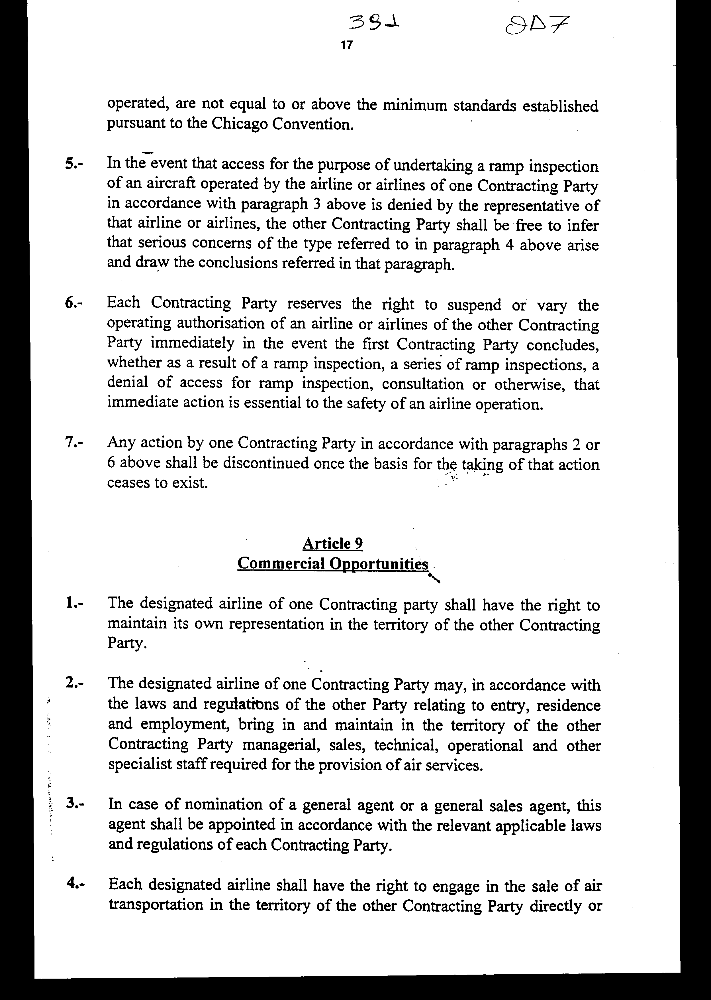 391
17
operated, are not equal to or above the minimum standards established
pursuant to the Chicago Convention.
5.- In the event that access for the purpose of undertaking a ramp inspection
of an aircraft operated by the airline or airlines of one Contracting Party
in accordance with paragraph 3 above is denied by the representative of
that airline or airlines, the other Contracting Party shall be free to infer
that serious concerns of the type referred to in paragraph 4 above arise
and draw the conclusions referred in that paragraph.
6.- Each Contracting Party reserves the right to suspend or vary the
operating authorisation of an airline or airlines of the other Contracting
Party immediately in the event the first Contracting Party concludes,
whether as a result of a ramp inspection, a series of ramp inspections, a
denial of access for ramp inspection, consultation or otherwise, that
immediate action is essential to the safety of an airline operation.
7.- Any action by one Contracting Party in accordance with paragraphs 2 or
6 above shall be discontinued once the basis for the taking of that action
ceases to exist.
Article 9
Commercial Opportunities
1.- The designated airline of one Contracting party shall have the right to
maintain its own representation in the territory of the other Contracting
Party.
2.- The designated airline of one Contracting Party may, in accordance with
the laws and regulations of the other Party relating to entry, residence
and employment, bring in and maintain in the territory of the other
Contracting Party managerial, sales, technical, operational and other
specialist staff required for the provision of air services.
3.- In case of nomination of a general agent or a general sales agent, this
agent shall be appointed in accordance with the relevant applicable laws
and regulations of each Contracting Party.
4.- Each designated airline shall have the right to engage in the sale of air
transportation in the territory of the other Contracting Party directly or